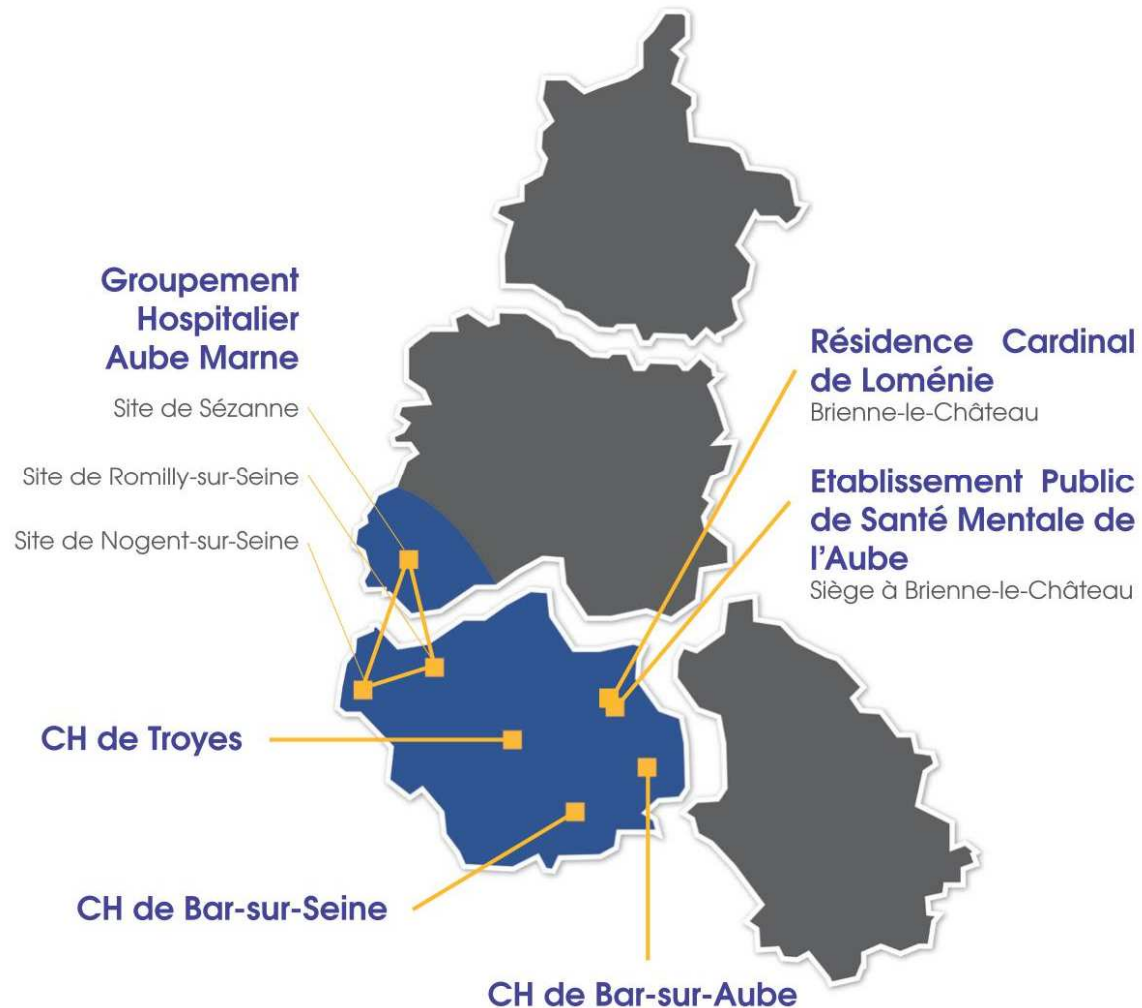 Groupement
Hospitalier
Aube Marne
Site de Sézanne
Site de Romilly-sur-Seine
Site de Nogent-sur-Seine
Résidence Cardinal
de Loménie
Brienne-le-Château
Etablissement Public
de Santé Mentale de
l'Aube
Siège à Brienne-le-Château
CH de Troyes
CH de Bar-sur-Seine
CH de Bar-sur-Aube